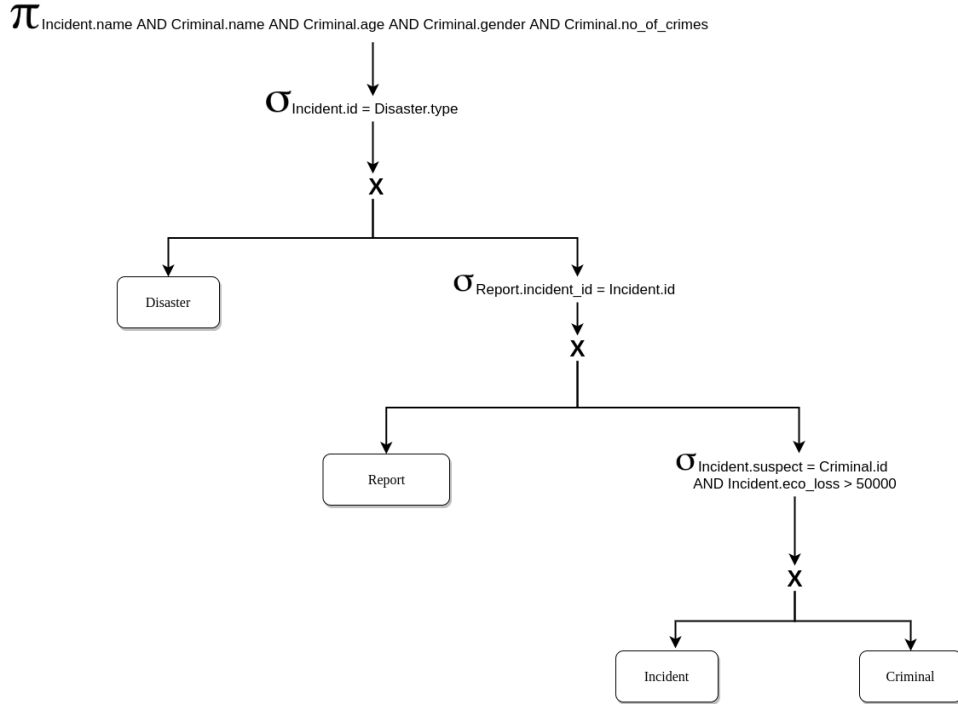 π Incident.name AND Criminal.name AND Criminal.age AND Criminal.gender AND Criminal.no_of_crimes
σ Incident.id = Disaster.type
X
Disaster
σ Report.incident_id = Incident.id
X
Report
σ Incident.suspect = Criminal.id
AND Incident.eco_loss > 50000
X
Incident
Criminal